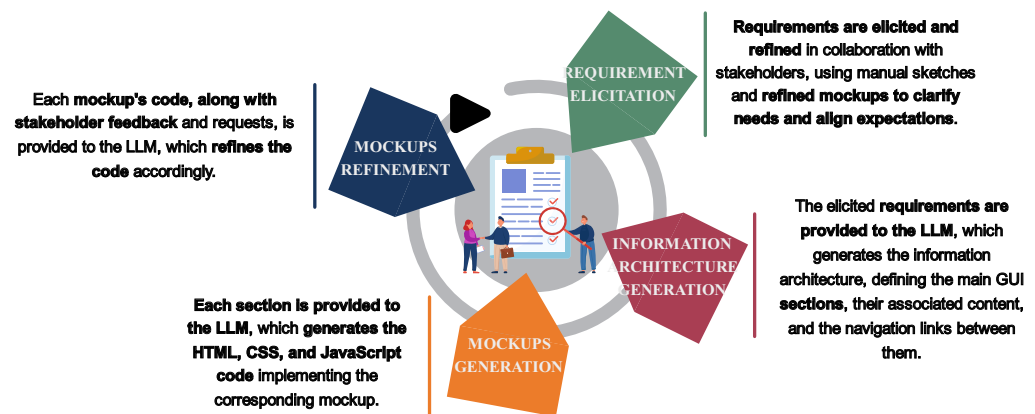 Requirements are elicited and
refined in collaboration with
stakeholders, using manual sketches
and refined mockups to clarify
needs and align expectations.
REQUIREMENT
ELICITATION
Each mockup's code, along with
stakeholder feedback and requests, is
provided to the LLM, which refines the
code accordingly.
MOCKUPS
REFINEMENT
The elicited requirements are
provided to the LLM, which
generates the information
architecture, defining the main GUI
sections, their associated content,
and the navigation links between
them.
INFORMATION
ARCHITECTURE
GENERATION
Each section is provided to
the LLM, which generates the
HTML, CSS, and JavaScript
code implementing the
corresponding mockup.
MOCKUPS
GENERATION